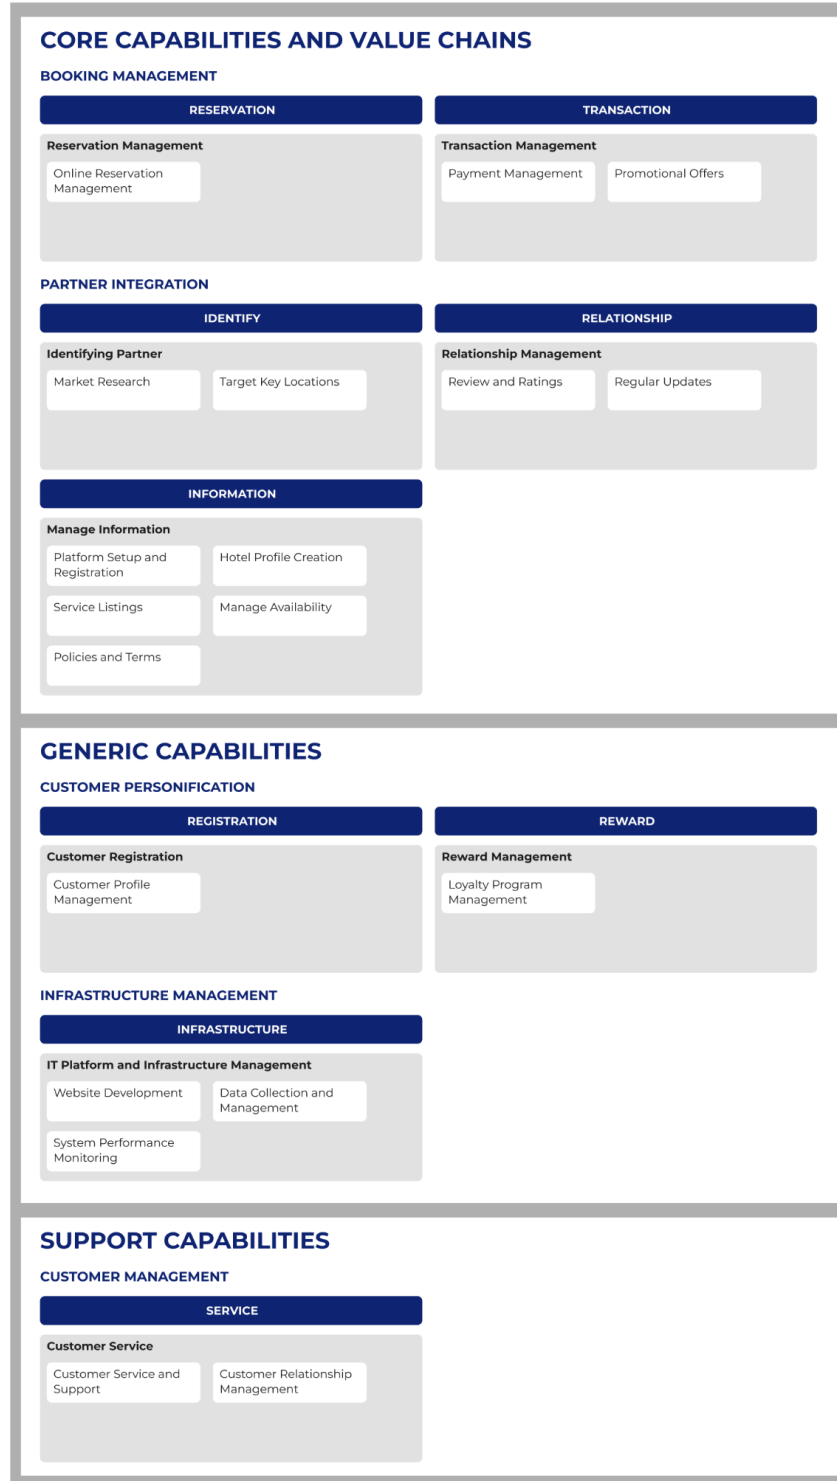 CORE CAPABILITIES AND VALUE CHAINS
BOOKING MANAGEMENT
RESERVATION
Reservation Management
Online Reservation
Management
TRANSACTION
Transaction Management
Payment Management
Promotional Offers
PARTNER INTEGRATION
IDENTIFY
Identifying Partner
Market Research
Target Key Locations
RELATIONSHIP
Relationship Management
Review and Ratings
Regular Updates
INFORMATION
Manage Information
Platform Setup and
Registration
Hotel Profile Creation
Service Listings
Manage Availability
Policies and Terms
GENERIC CAPABILITIES
CUSTOMER PERSONIFICATION
REGISTRATION
Customer Registration
Customer Profile
Management
REWARD
Reward Management
Loyalty Program
Management
INFRASTRUCTURE MANAGEMENT
INFRASTRUCTURE
IT Platform and Infrastructure Management
Website Development
Data Collection and
Management
System Performance
Monitoring
SUPPORT CAPABILITIES
CUSTOMER MANAGEMENT
SERVICE
Customer Service
Customer Service and
Support
Customer Relationship
Management